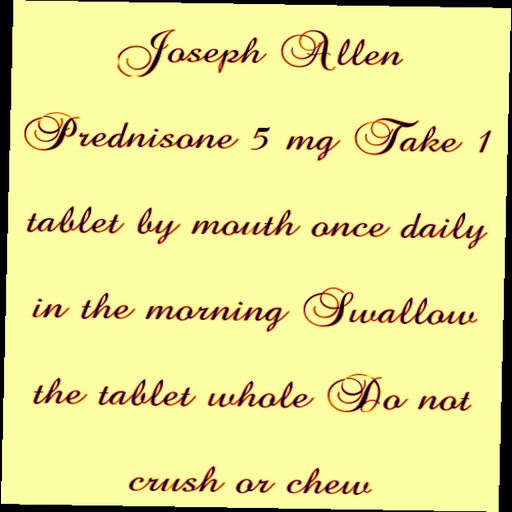 Joseph Allen
Prednisone 5 mg Take 1
tablet by mouth once daily
in the morning Swallow
the tablet whole Do not
crush or chew